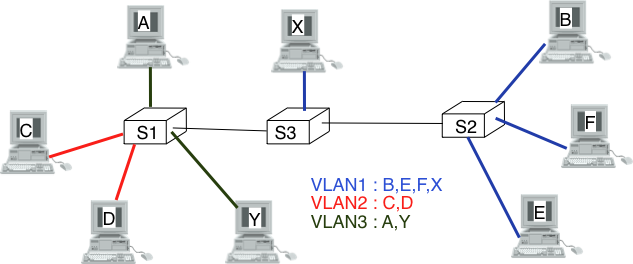 A
X
B
C
S1
S3
S2
F
D
Y
E
VLAN1 : B,E,F,X
VLAN2 : C,D
VLAN3 : A,Y